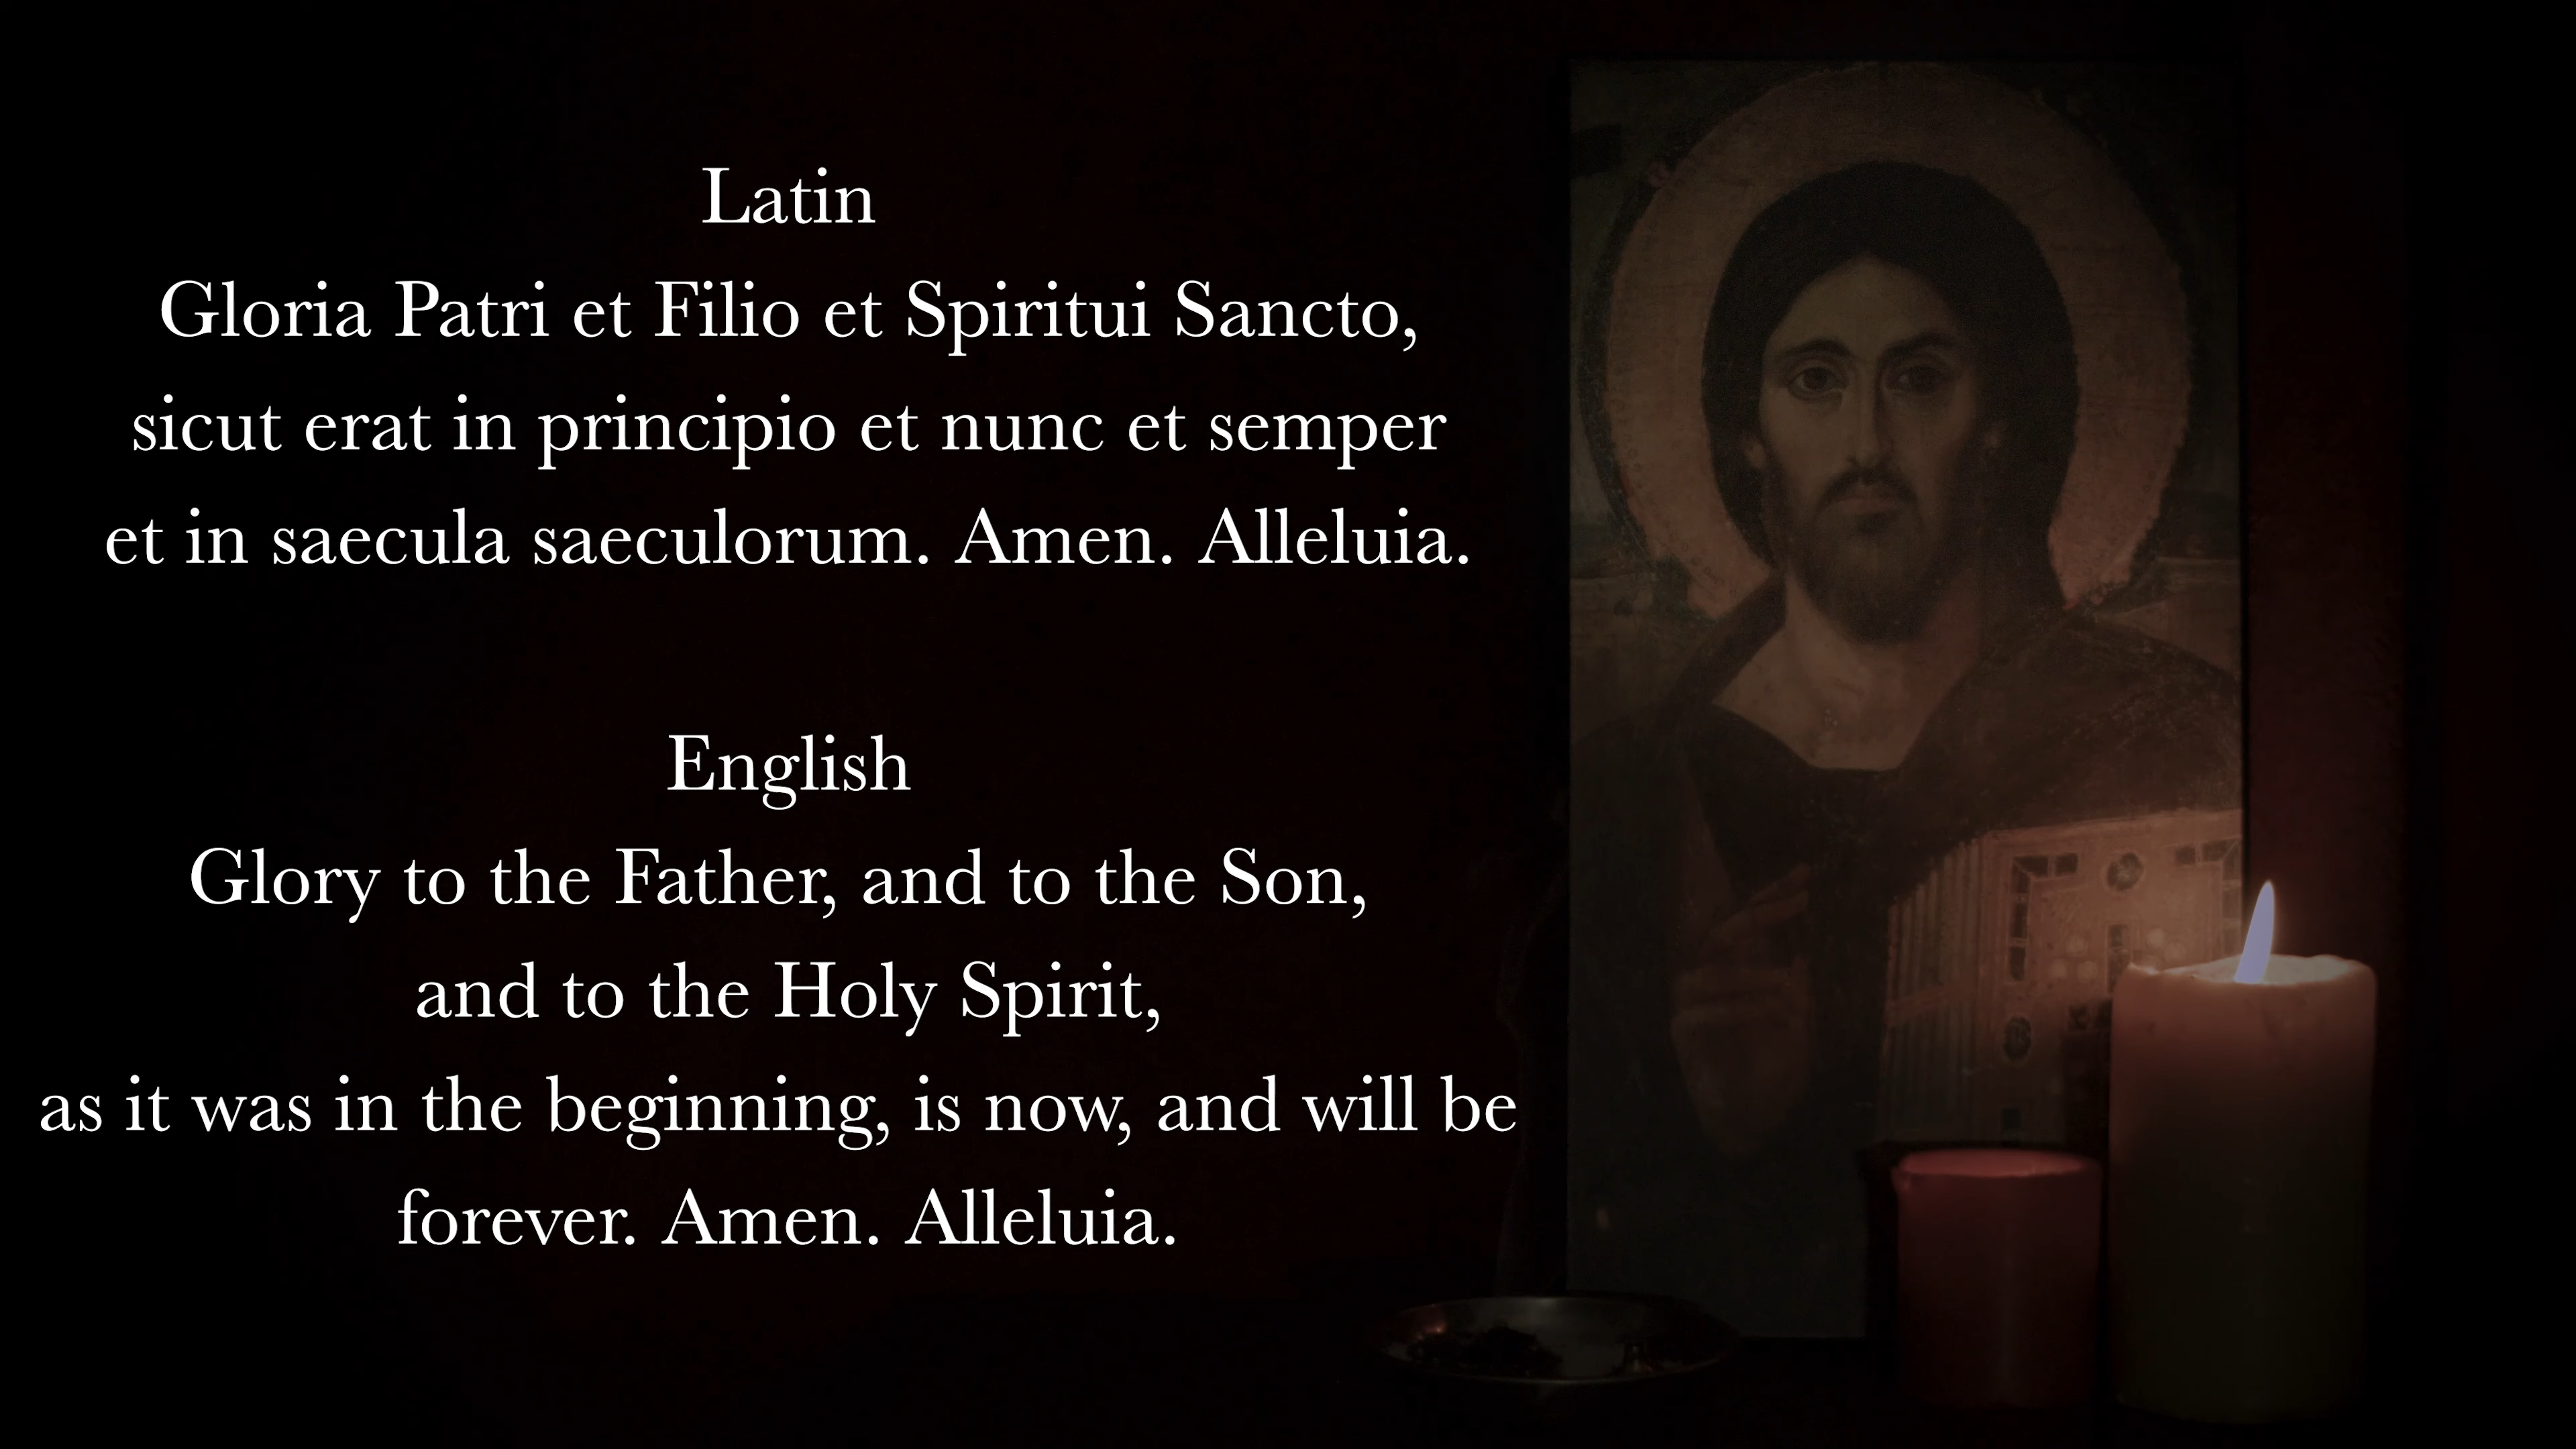 Latin
Gloria Patri et Filio et Spiritui Sancto,
sicut erat in principio et nunc et semper
et in saecula saeculorum. Amen. Alleluia.
English
Glory to the Father, and to the Son,
and to the Holy Spirit,
as it was in the beginning, is now, and will be
forever. Amen. Alleluia.